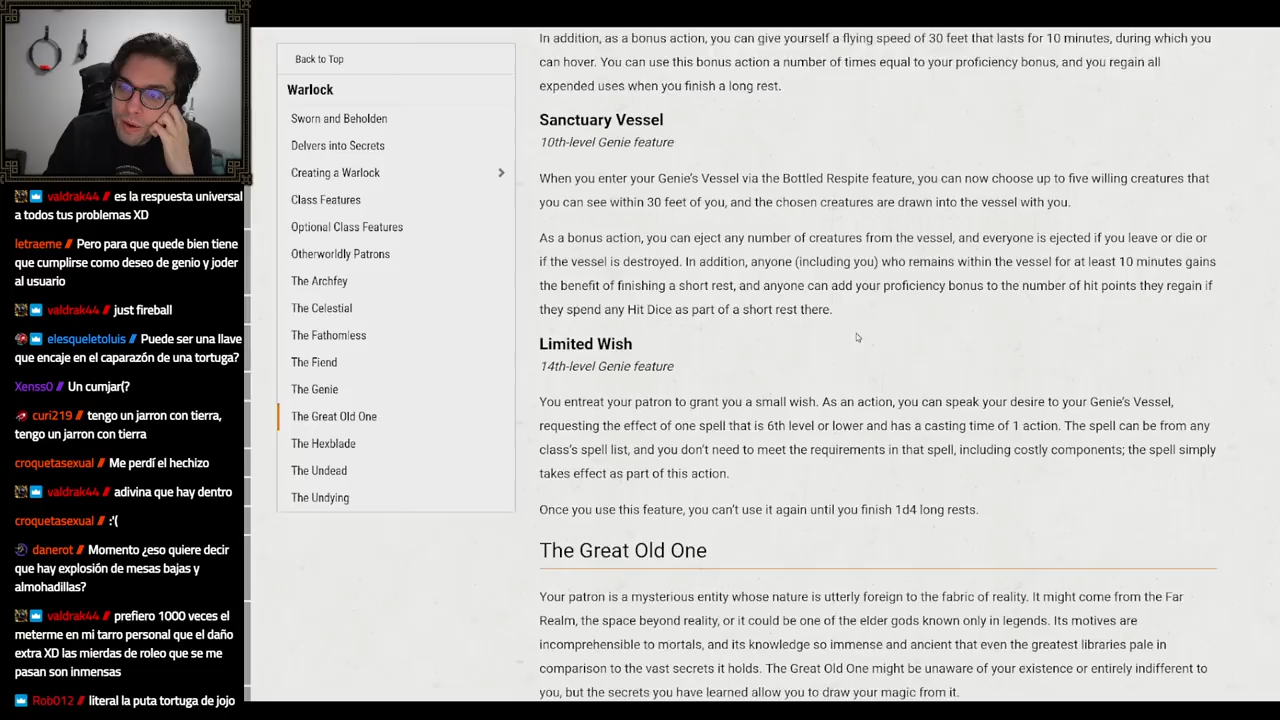 valdrak44 // es la respuesta universal
a todos tus problemas XD
letraeme // Pero para que quede bien tiene
que cumplirse como deseo de genio y joder
al usuario
valdrak44 // just fireball
elesqueletoluis // Puede ser una llave
que encaje en el caparazón de una tortuga?
Xenss0 // Un cumjar(?
curi219 // tengo un jarron con tierra,
tengo un jarron con tierra
croquetasexual // Me perdí el hechizo
valdrak44 // adivina que hay dentro
croquetasexual // :'(
danerot // Momento ¿eso quiere decir
que hay explosión de mesas bajas y
almohadillas?
valdrak44 // prefiero 1000 veces el
meterme en mi tarro personal que el daño
extra XD las mierdas de roleo que se me
pasan son inmensas
Rob012 // literal la puta tortuga de jojo
Back to Top
Warlock
Sworn and Beholden
Delvers into Secrets
Creating a Warlock
Class Features
Optional Class Features
Otherworldly Patrons
The Archfey
The Celestial
The Fathomless
The Fiend
The Genie
The Great Old One
The Hexblade
The Undead
The Undying
In addition, as a bonus action, you can give yourself a flying speed of 30 feet that lasts for 10 minutes, during which you
can hover. You can use this bonus action a number of times equal to your proficiency bonus, and you regain all
expended uses when you finish a long rest.
Sanctuary Vessel
10th-level Genie feature
When you enter your Genie's Vessel via the Bottled Respite feature, you can now choose up to five willing creatures that
you can see within 30 feet of you, and the chosen creatures are drawn into the vessel with you.
As a bonus action, you can eject any number of creatures from the vessel, and everyone is ejected if you leave or die or
if the vessel is destroyed. In addition, anyone (including you) who remains within the vessel for at least 10 minutes gains
the benefit of finishing a short rest, and anyone can add your proficiency bonus to the number of hit points they regain if
they spend any Hit Dice as part of a short rest there.
Limited Wish
14th-level Genie feature
You entreat your patron to grant you a small wish. As an action, you can speak your desire to your Genie's Vessel,
requesting the effect of one spell that is 6th level or lower and has a casting time of 1 action. The spell can be from any
class's spell list, and you don't need to meet the requirements in that spell, including costly components; the spell simply
takes effect as part of this action.
Once you use this feature, you can't use it again until you finish 1d4 long rests.
The Great Old One
Your patron is a mysterious entity whose nature is utterly foreign to the fabric of reality. It might come from the Far
Realm, the space beyond reality, or it could be one of the elder gods known only in legends. Its motives are
incomprehensible to mortals, and its knowledge so immense and ancient that even the greatest libraries pale in
comparison to the vast secrets it holds. The Great Old One might be unaware of your existence or entirely indifferent to
you, but the secrets you have learned allow you to draw your magic from it.